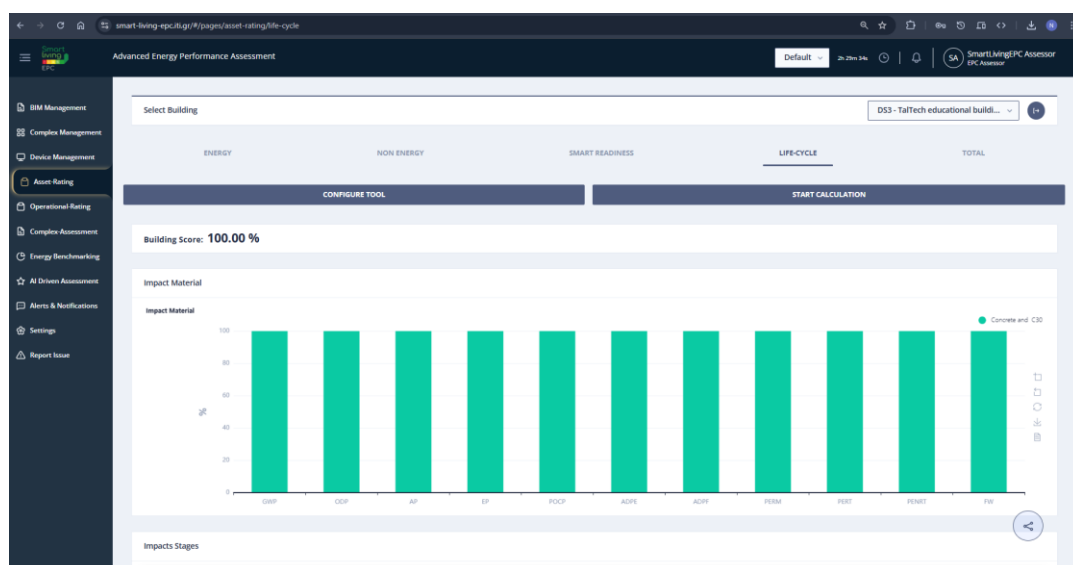 smart-living-epc.iti.gr/#/pages/asset-rating/life-cycle
Smart
living
EPC
Advanced Energy Performance Assessment
Default
2h 29m 34s
SA
SmartLivingEPC Assessor
EPC Assessor
BIM Management
Complex Management
Device Management
Asset-Rating
Operational-Rating
Complex-Assessment
Energy Benchmarking
AI Driven Assessment
Alerts & Notifications
Settings
Report Issue
Select Building
DS3 - TalTech educational buildi...
ENERGY
NON ENERGY
SMART READINESS
LIFE-CYCLE
TOTAL
CONFIGURE TOOL
START CALCULATION
Building Score: 100.00 %
Impact Material
Impact Material
Concrete and C30
100
80
60
40
20
0
%
GWP
ODP
AP
EP
POCP
ADPE
ADPF
PERM
PERT
PENRT
FW
Impacts Stages